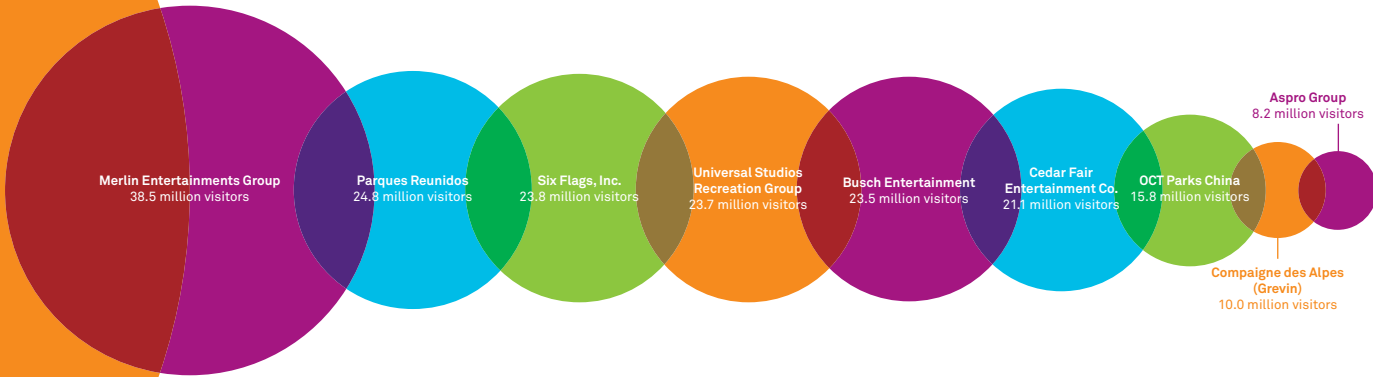 Merlin Entertainments Group
38.5 million visitors
Parques Reunidos
24.8 million visitors
Six Flags, Inc.
23.8 million visitors
Universal Studios
Recreation Group
23.7 million visitors
Busch Entertainment
23.5 million visitors
Cedar Fair
Entertainment Co.
21.1 million visitors
OCT Parks China
15.8 million visitors
Compaigne des Alpes
(Grevin)
10.0 million visitors
Aspro Group
8.2 million visitors